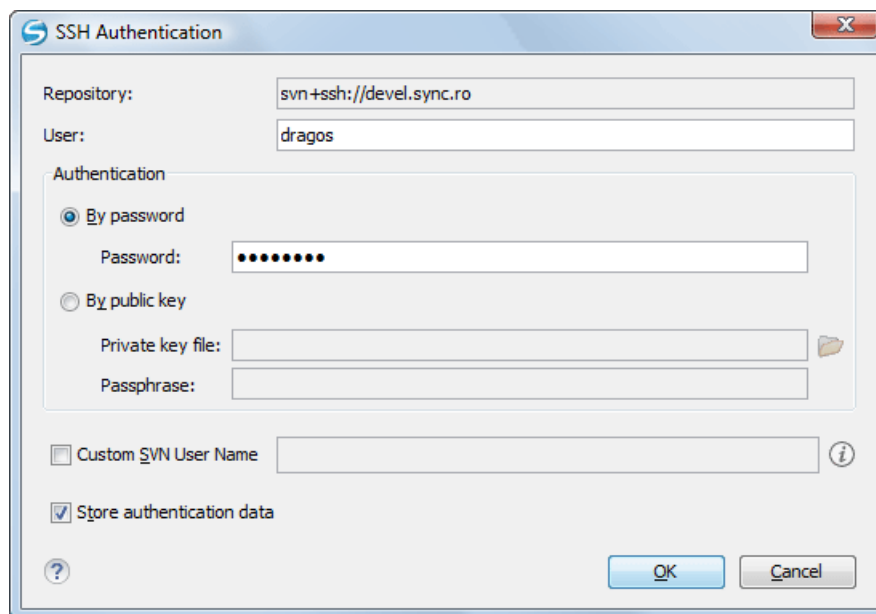 SSH Authentication
Repository: svn+ssh://devel.sync.ro
User: dragos
Authentication
By password
Password: ••••••••
By public key
Private key file:
Passphrase:
Custom SVN User Name
Store authentication data
OK Cancel